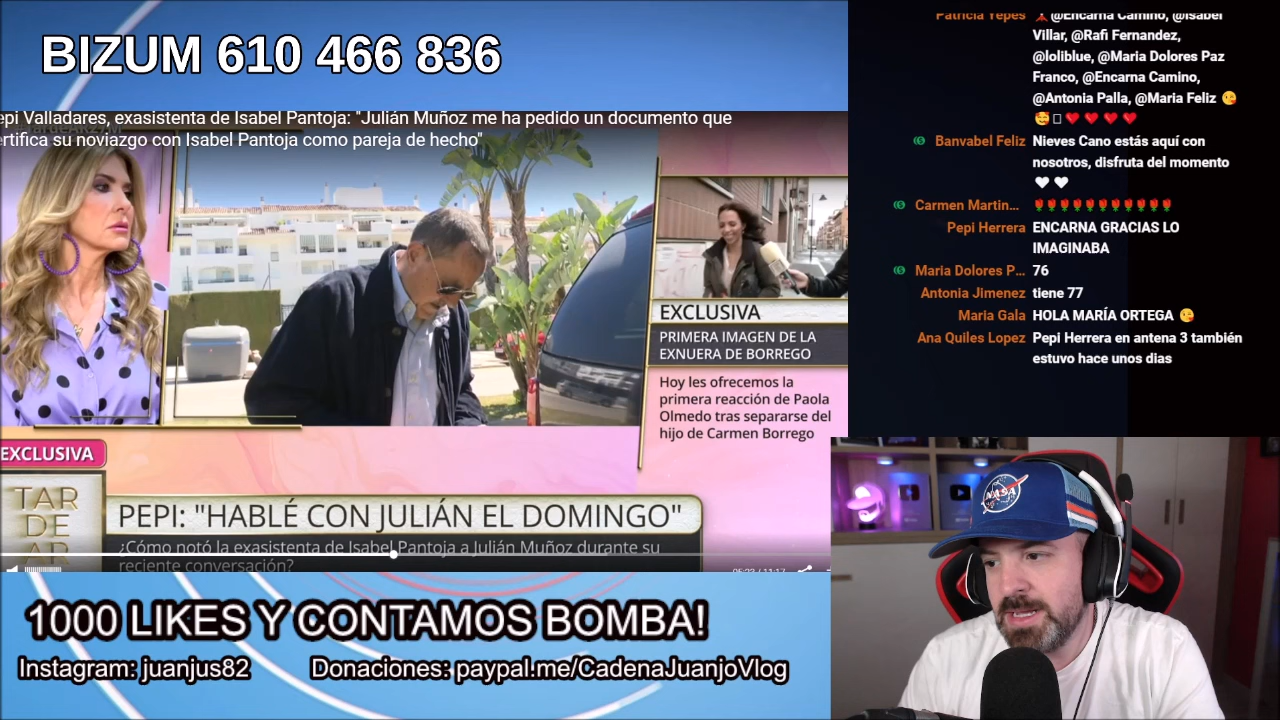 BIZUM 610 466 836
epi Valladares, exasistenta de Isabel Pantoja: "Julián Muñoz me ha pedido un documento que
ertifica su noviazgo con Isabel Pantoja como pareja de hecho"
EXCLUSIVA
PRIMERA IMAGEN DE LA
EXNUERA DE BORREGO
Hoy les ofrecemos la
primera reacción de Paola
Olmedo tras separarse del
hijo de Carmen Borrego
EXCLUSIVA
TAR
DE
AR
PEPI: "HABLÉ CON JULIÁN EL DOMINGO"
¿Cómo notó la exasistenta de Isabel Pantoja a Julián Muñoz durante su
reciente conversación?
1000 LIKES Y CONTAMOS BOMBA!
Instagram: juanjus82 Donaciones: paypal.me/CadenaJuanjoVlog
Patricia Yepes @Encarna Camino, @Isabel
Villar, @Rafi Fernandez,
@loliblue, @Maria Dolores Paz
Franco, @Encarna Camino,
@Antonia Palla, @Maria Feliz 😘
🥰 ❤️ ❤️ ❤️ ❤️
Banvabel Feliz Nieves Cano estás aquí con
nosotros, disfruta del momento
🤍 🤍
Carmen Martin... 🌹🌹🌹🌹🌹🌹🌹🌹🌹🌹🌹
Pepi Herrera ENCARNA GRACIAS LO
IMAGINABA
Maria Dolores P... 76
Antonia Jimenez tiene 77
Maria Gala HOLA MARÍA ORTEGA 😘
Ana Quiles Lopez Pepi Herrera en antena 3 también
estuvo hace unos dias
NASA